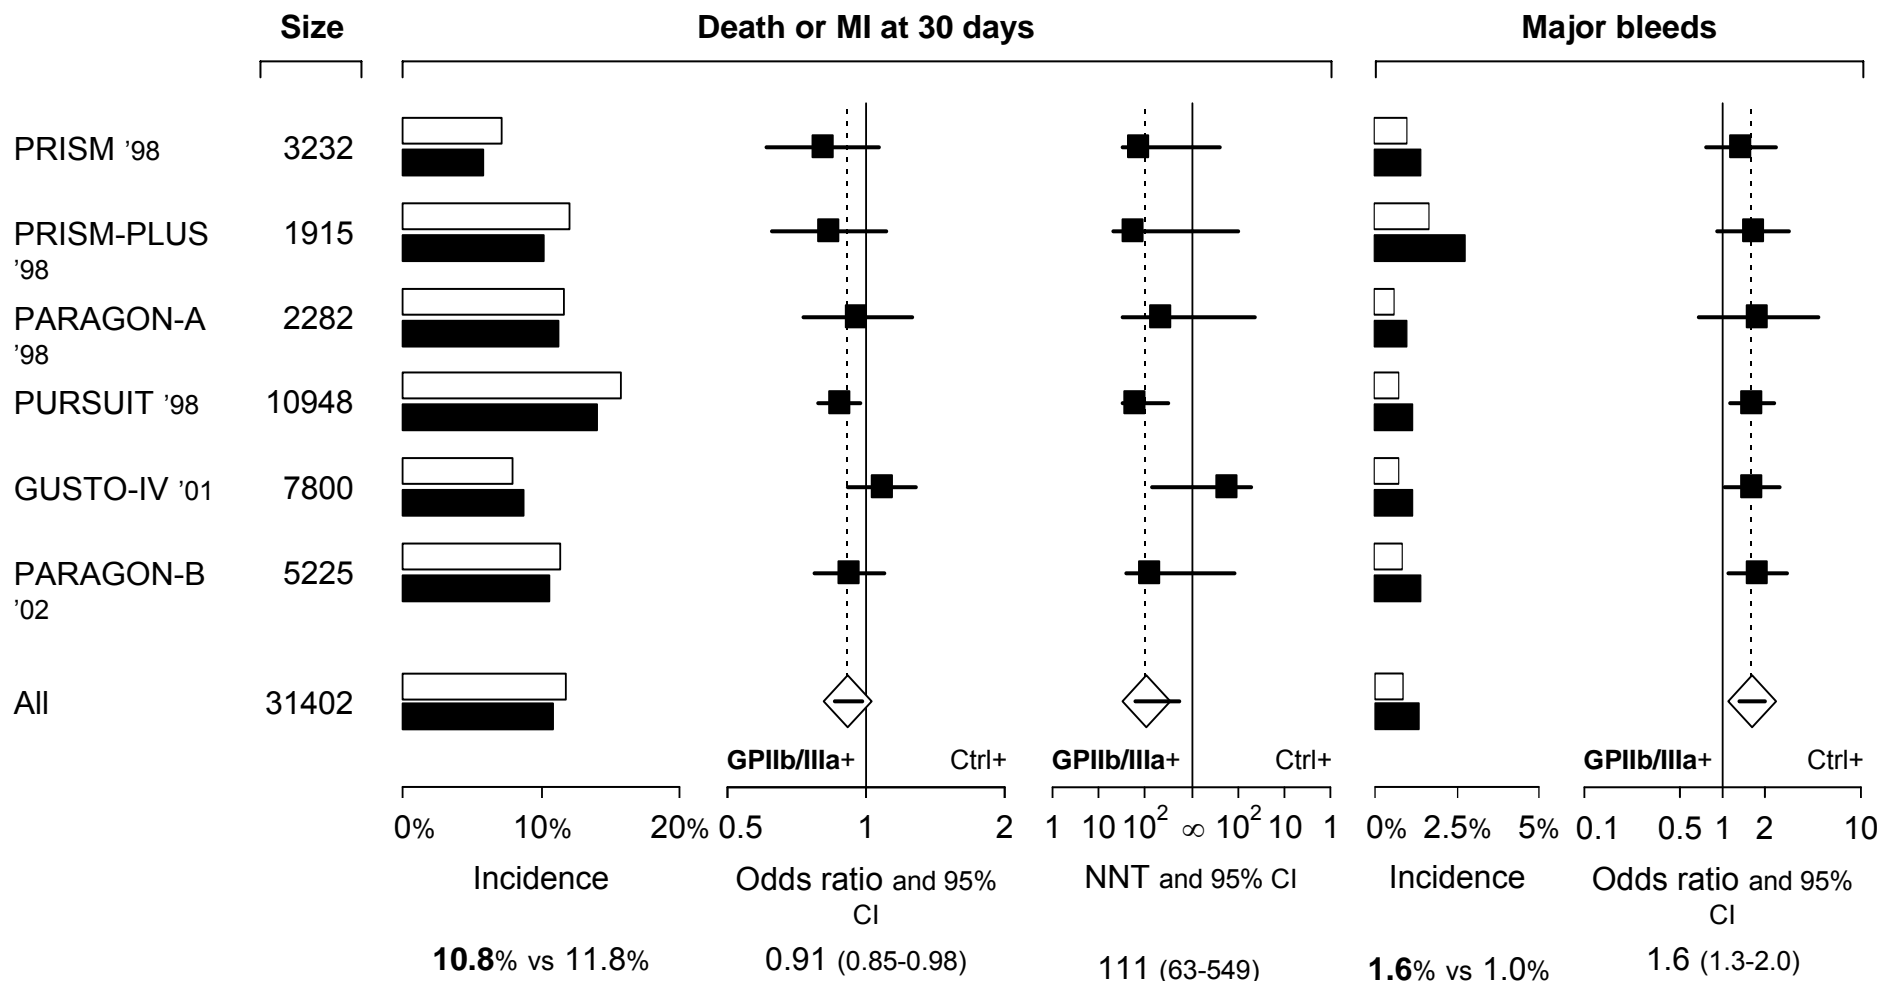 Size Death or MI at 30 days Major bleeds
PRISM ’98 3232
PRISM-PLUS 1915
’98
PARAGON-A 2282
’98
PURSUIT ’98 10948
GUSTO-IV ’01 7800
PARAGON-B 5225
’02
All 31402
GPIIb/IIIa+ Ctrl+ GPIIb/IIIa+ Ctrl+ GPIIb/IIIa+ Ctrl+
0% 10% 20% 0.5 1 2 1 10 10² ∞ 10² 10 1 0% 2.5% 5% 0.1 0.5 1 2 10
Incidence Odds ratio and 95% NNT and 95% CI Incidence Odds ratio and 95%
CI CI
10.8% vs 11.8% 0.91 (0.85-0.98) 111 (63-549) 1.6% vs 1.0% 1.6 (1.3-2.0)